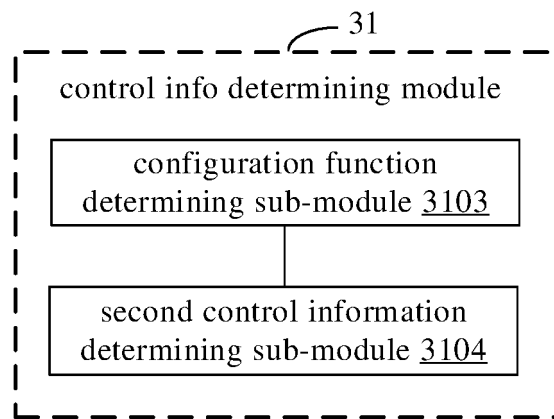 31
control info determining module
configuration function
determining sub-module 3103
second control information
determining sub-module 3104